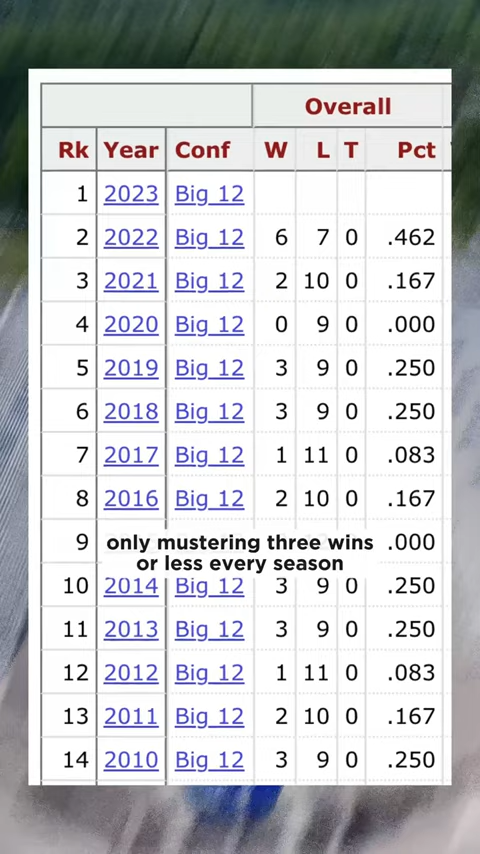 Overall
Rk Year Conf W L T Pct
1 2023 Big 12
2 2022 Big 12 6 7 0 .462
3 2021 Big 12 2 10 0 .167
4 2020 Big 12 0 9 0 .000
5 2019 Big 12 3 9 0 .250
6 2018 Big 12 3 9 0 .250
7 2017 Big 12 1 11 0 .083
8 2016 Big 12 2 10 0 .167
9 .000
only mustering three wins
or less every season
10 2014 Big 12 3 9 0 .250
11 2013 Big 12 3 9 0 .250
12 2012 Big 12 1 11 0 .083
13 2011 Big 12 2 10 0 .167
14 2010 Big 12 3 9 0 .250